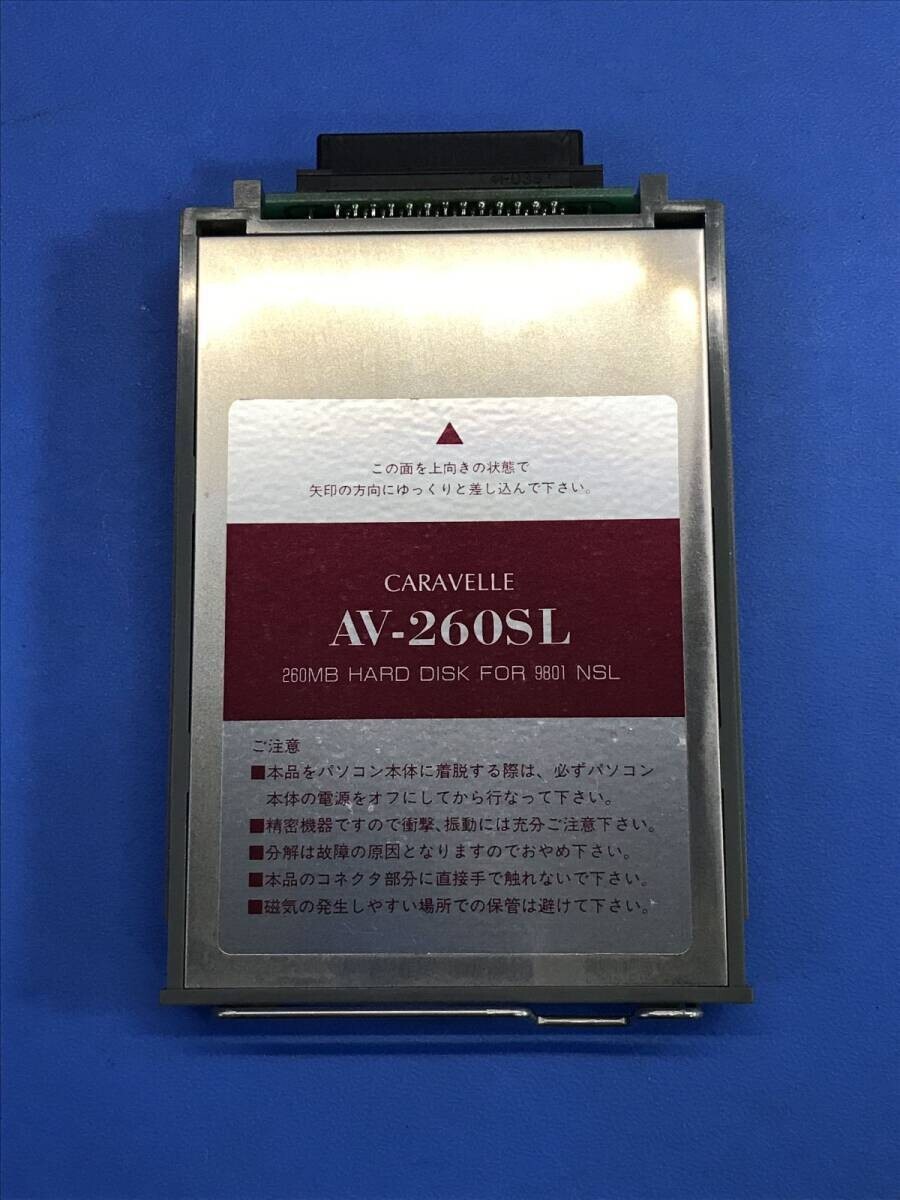 ▲
この面を上向きの状態で
矢印の方向にゆっくりと差し込んで下さい。
CARAVELLE
AV-260SL
260MB HARD DISK FOR 9801 NSL
ご注意
■本品をパソコン本体に着脱する際は、必ずパソコン
本体の電源をオフにしてから行なって下さい。
■精密機器ですので衝撃、振動には充分ご注意下さい。
■分解は故障の原因となりますのでおやめ下さい。
■本品のコネクタ部分に直接手で触れないで下さい。
■磁気の発生しやすい場所での保管は避けて下さい。